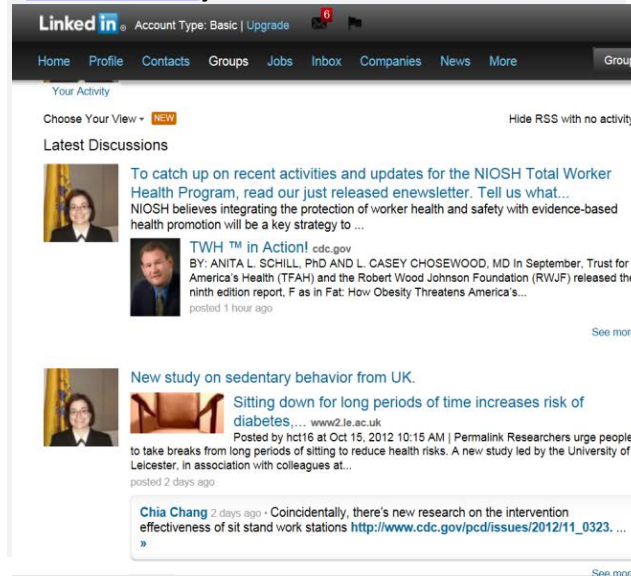 Linked in ® Account Type: Basic | Upgrade 6
Home Profile Contacts Groups Jobs Inbox Companies News More Group
Your Activity
Choose Your View NEW Hide RSS with no activity
Latest Discussions
To catch up on recent activities and updates for the NIOSH Total Worker
Health Program, read our just released enewsletter. Tell us what...
NIOSH believes integrating the protection of worker health and safety with evidence-based
health promotion will be a key strategy to ...
TWH ™ in Action! cdc.gov
BY: ANITA L. SCHILL, PhD AND L. CASEY CHOSEWOOD, MD In September, Trust for
America's Health (TFAH) and the Robert Wood Johnson Foundation (RWJF) released the
ninth edition report, F as in Fat: How Obesity Threatens America's...
posted 1 hour ago
See more
New study on sedentary behavior from UK.
Sitting down for long periods of time increases risk of
diabetes,... www2.le.ac.uk
Posted by hct16 at Oct 15, 2012 10:15 AM | Permalink Researchers urge people
to take breaks from long periods of sitting to reduce health risks. A new study led by the University of
Leicester, in association with colleagues at...
posted 2 days ago
Chia Chang 2 days ago • Coincidentally, there's new research on the intervention
effectiveness of sit stand work stations http://www.cdc.gov/pcd/issues/2012/11_0323. ...
»
See more